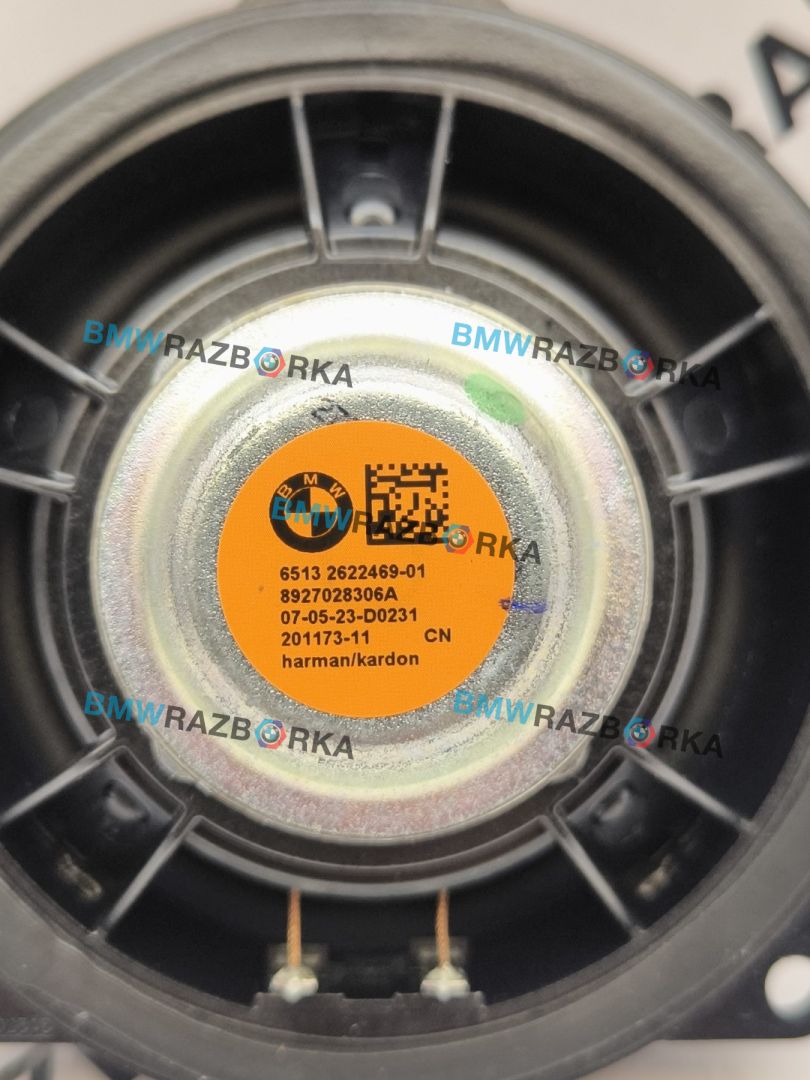 A
BMWRAZBORKA
BMWRAZBORKA
BMW
BMWRAZBORKA
6513 2622469-01
8927028306A
07-05-23-D0231
201173-11 CN
harman/kardon
BMWRAZBORKA
BMWRAZBORKA